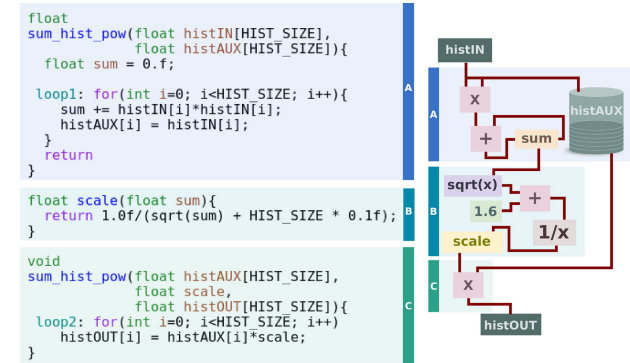 float
sum_hist_pow(float histIN[HIST_SIZE],
float histAUX[HIST_SIZE]){
float sum = 0.f;
loop1: for(int i=0; i<HIST_SIZE; i++){
sum += histIN[i]*histIN[i];
histAUX[i] = histIN[i];
}
return
}
A
float scale(float sum){
return 1.0f/(sqrt(sum) + HIST_SIZE * 0.1f);
}
B
void
sum_hist_pow(float histAUX[HIST_SIZE],
float scale,
float histOUT[HIST_SIZE]){
loop2: for(int i=0; i<HIST_SIZE; i++)
histOUT[i] = histAUX[i]*scale;
}
C
histIN
A
x
histAUX
+
sum
B
sqrt(x)
+
1.6
1/x
scale
C
x
histOUT